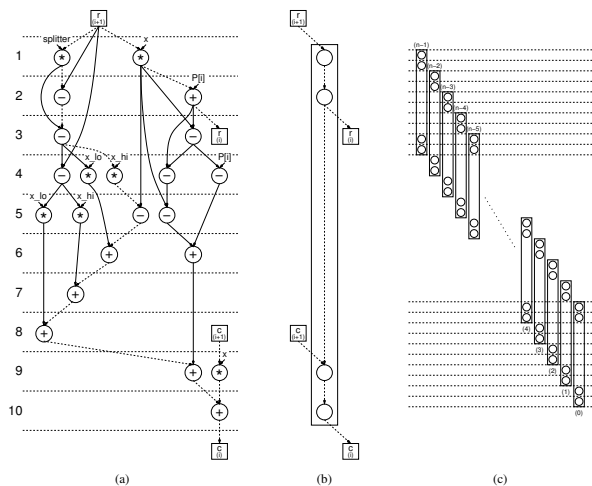 r
(i+1)
splitter
x
1
*
*
2
−
+
P[i]
3
−
−
r
(i)
x_lo
x_hi
P[i]
4
−
*
*
−
−
x_lo
x_hi
5
*
*
−
−
6
+
+
7
+
8
+
c
(i+1)
x
9
+
*
10
+
c
(i)
(a)
r
(i+1)
r
(i)
c
(i+1)
c
(i)
(b)
(n−1)
(n−2)
(n−3)
(n−4)
(n−5)
(4)
(3)
(2)
(1)
(0)
(c)